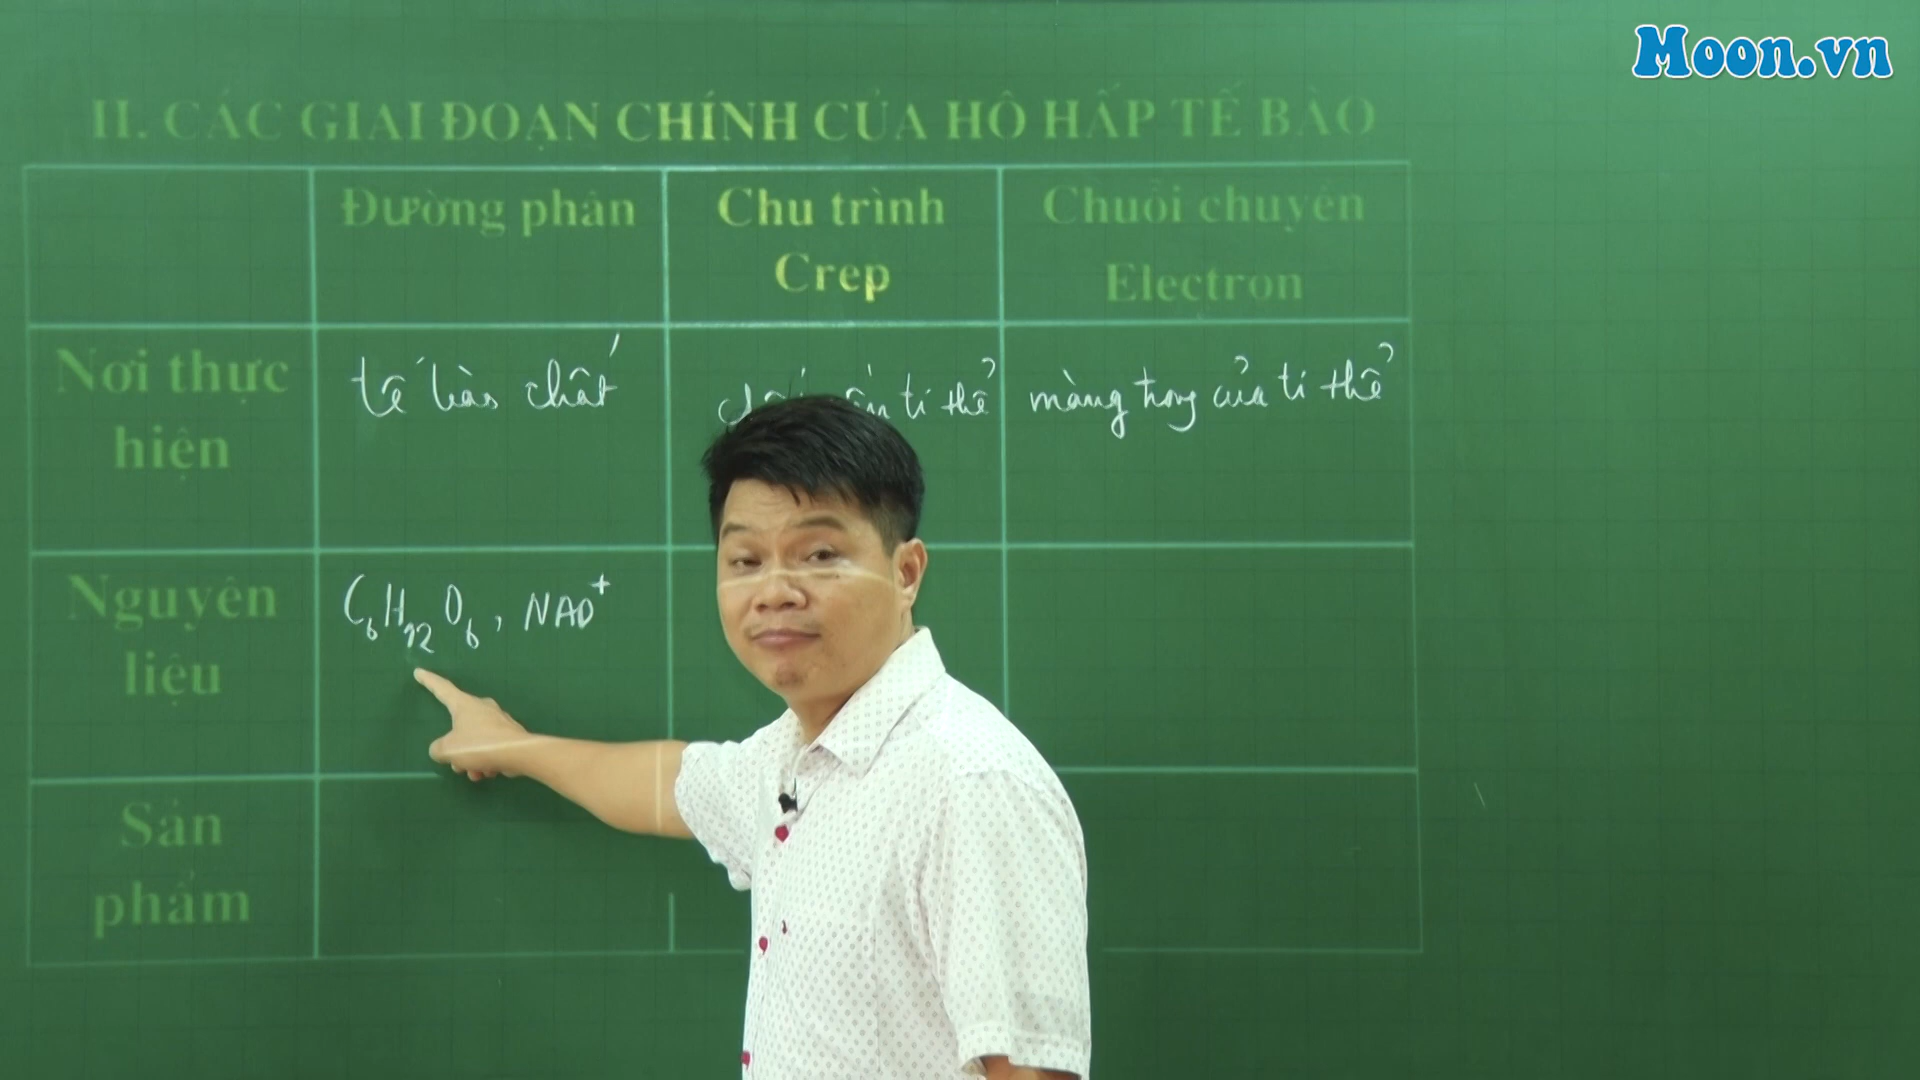 Moon.vn
II. CÁC GIAI ĐOẠN CHÍNH CỦA HÔ HẤP TẾ BÀO
Đường phân
Chu trình
Crep
Chuỗi chuyển
Electron
Nơi thực
hiện
tế bào chất
ti thể
màng trong của ti thể
Nguyên
liệu
C₆H₁₂O₆, NAD⁺
Sản
phẩm